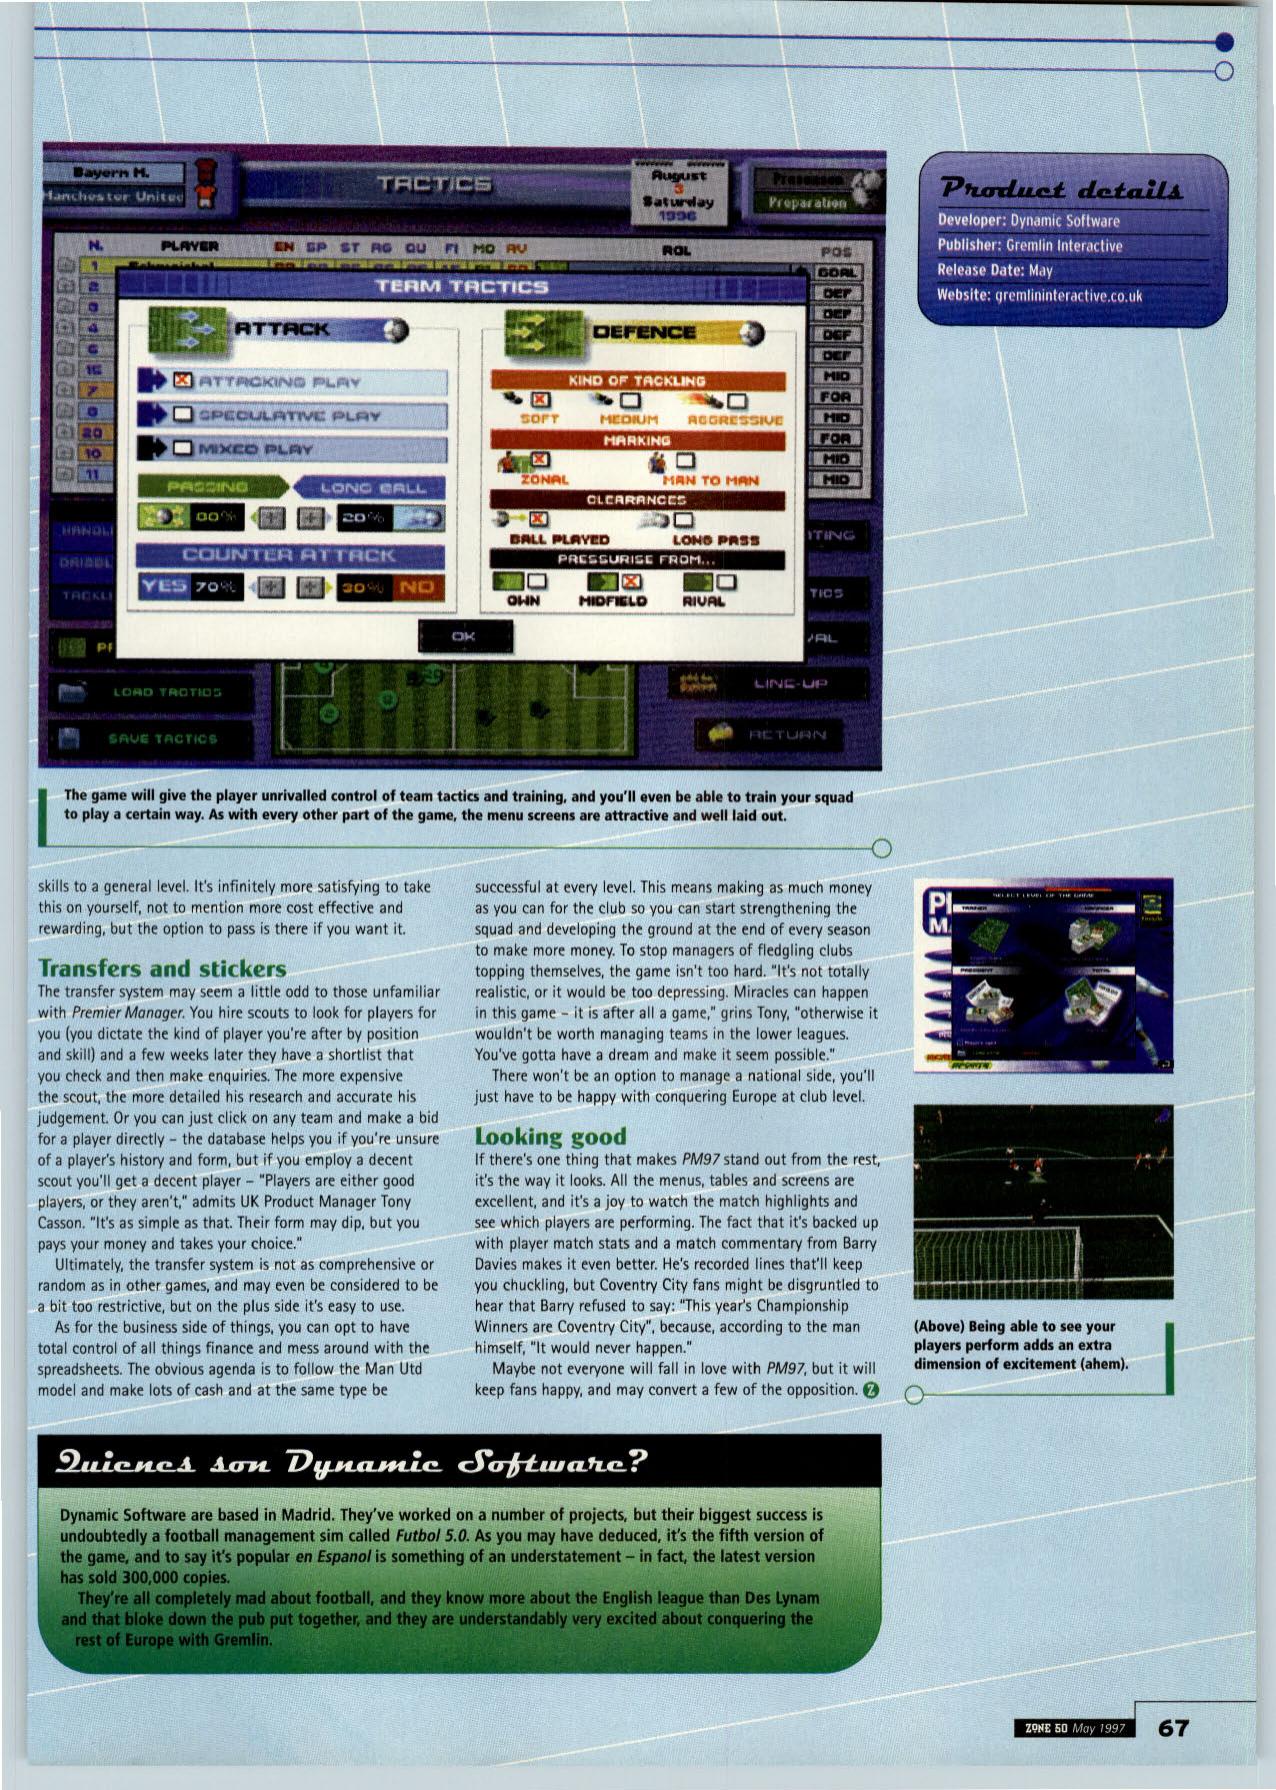 Bayern M.
Manchester United
TACTICS
August
3
Saturday
1996
Preseason
Preparation
N. PLAYER EN SP ST AG QU FI MO AV ROL POS
1 GOAL
2 DEF
3 DEF
4 DEF
6 DEF
15 MID
7 FOR
8 MID
20 FOR
10 MID
11 MID
TEAM TACTICS
ATTACK
ATTACKING PLAY
SPECULATIVE PLAY
MIXED PLAY
PASSING LONG BALL
80% 20%
COUNTER ATTACK
YES 70% 30% NO
DEFENCE
KIND OF TACKLING
SOFT MEDIUM AGGRESSIVE
MARKING
ZONAL MAN TO MAN
CLEARANCES
BALL PLAYED LONG PASS
PRESSURISE FROM...
OWN MIDFIELD RIVAL
OK
LOAD TACTICS
SAVE TACTICS
LINE-UP
RETURN
Product details
Developer: Dynamic Software
Publisher: Gremlin Interactive
Release Date: May
Website: gremlininteractive.co.uk
The game will give the player unrivalled control of team tactics and training, and you'll even be able to train your squad
to play a certain way. As with every other part of the game, the menu screens are attractive and well laid out.
skills to a general level. It's infinitely more satisfying to take
this on yourself, not to mention more cost effective and
rewarding, but the option to pass is there if you want it.
Transfers and stickers
The transfer system may seem a little odd to those unfamiliar
with Premier Manager. You hire scouts to look for players for
you (you dictate the kind of player you're after by position
and skill) and a few weeks later they have a shortlist that
you check and then make enquiries. The more expensive
the scout, the more detailed his research and accurate his
judgement. Or you can just click on any team and make a bid
for a player directly – the database helps you if you're unsure
of a player's history and form, but if you employ a decent
scout you'll get a decent player – "Players are either good
players, or they aren't," admits UK Product Manager Tony
Casson. "It's as simple as that. Their form may dip, but you
pays your money and takes your choice."
Ultimately, the transfer system is not as comprehensive or
random as in other games, and may even be considered to be
a bit too restrictive, but on the plus side it's easy to use.
As for the business side of things, you can opt to have
total control of all things finance and mess around with the
spreadsheets. The obvious agenda is to follow the Man Utd
model and make lots of cash and at the same type be
successful at every level. This means making as much money
as you can for the club so you can start strengthening the
squad and developing the ground at the end of every season
to make more money. To stop managers of fledgling clubs
topping themselves, the game isn't too hard. "It's not totally
realistic, or it would be too depressing. Miracles can happen
in this game – it is after all a game," grins Tony, "otherwise it
wouldn't be worth managing teams in the lower leagues.
You've gotta have a dream and make it seem possible."
There won't be an option to manage a national side, you'll
just have to be happy with conquering Europe at club level.
Looking good
If there's one thing that makes PM97 stand out from the rest,
it's the way it looks. All the menus, tables and screens are
excellent, and it's a joy to watch the match highlights and
see which players are performing. The fact that it's backed up
with player match stats and a match commentary from Barry
Davies makes it even better. He's recorded lines that'll keep
you chuckling, but Coventry City fans might be disgruntled to
hear that Barry refused to say: "This year's Championship
Winners are Coventry City", because, according to the man
himself, "It would never happen."
Maybe not everyone will fall in love with PM97, but it will
keep fans happy, and may convert a few of the opposition. Z
SELECT LEVEL OF THE GAME
TRAINER
PRESIDENT
TOTAL
(Above) Being able to see your
players perform adds an extra
dimension of excitement (ahem).
Quienes son Dynamic Software?
Dynamic Software are based in Madrid. They've worked on a number of projects, but their biggest success is
undoubtedly a football management sim called Futbol 5.0. As you may have deduced, it's the fifth version of
the game, and to say it's popular en Espanol is something of an understatement – in fact, the latest version
has sold 300,000 copies.
They're all completely mad about football, and they know more about the English league than Des Lynam
and that bloke down the pub put together, and they are understandably very excited about conquering the
rest of Europe with Gremlin.
ZONE 50 May 1997 67